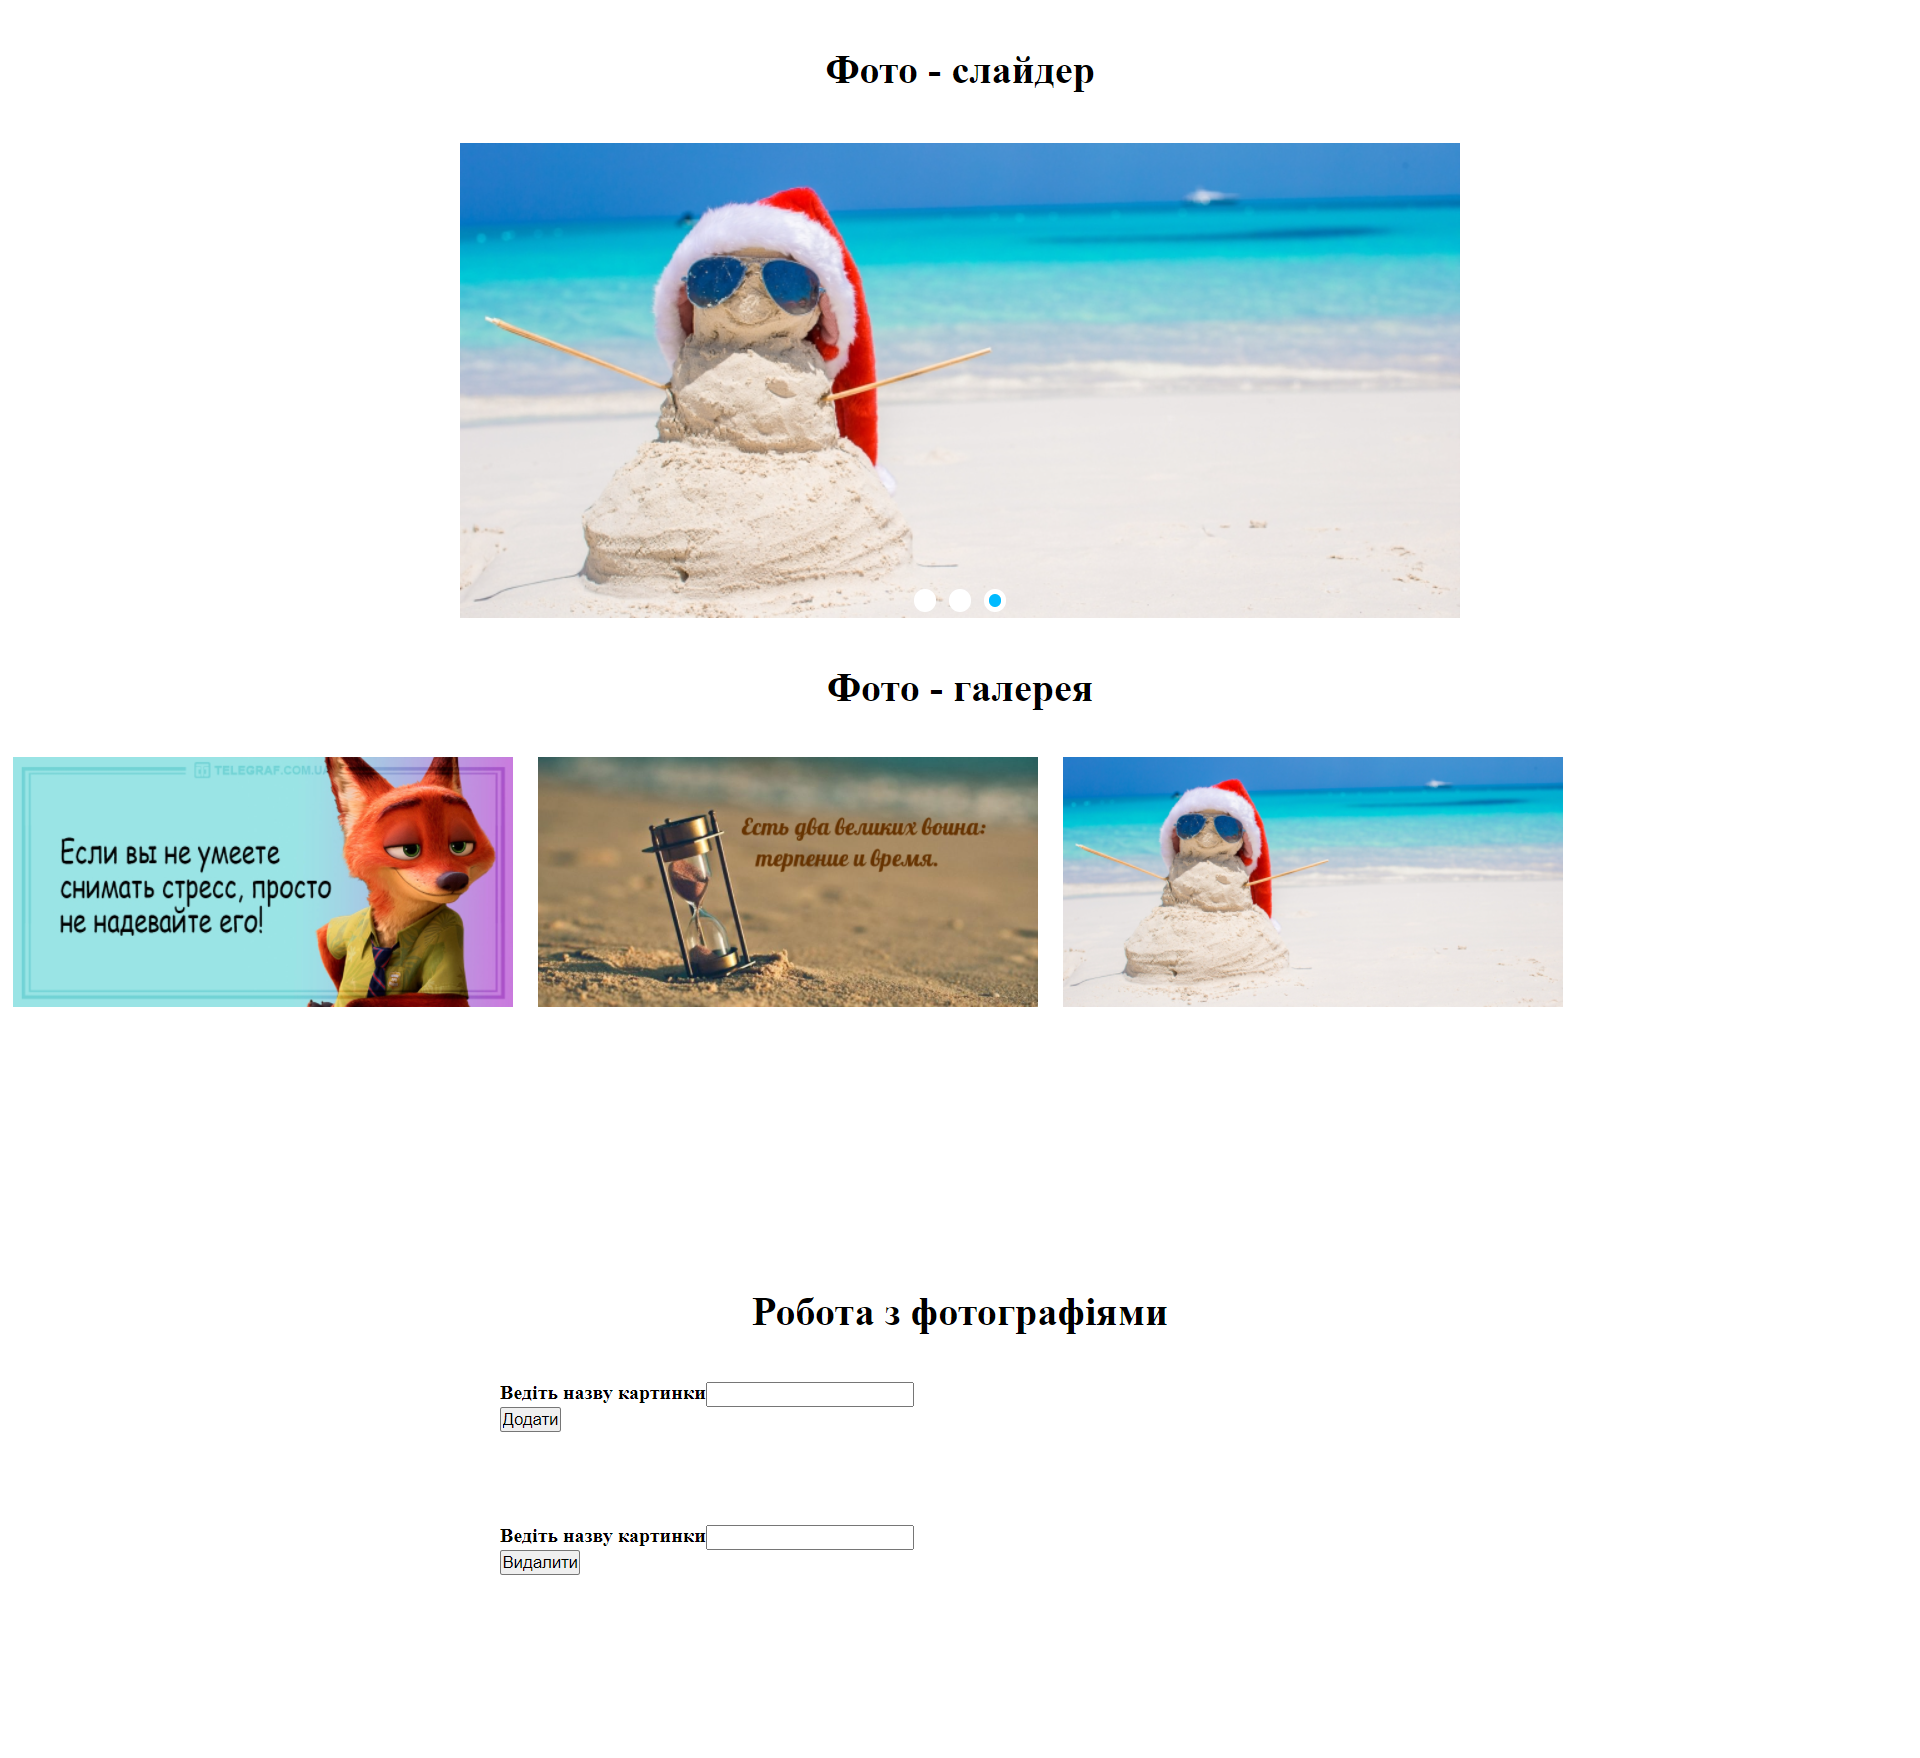 Фото - слайдер
Фото - галерея
TELEGRAF.COM.UA
Если вы не умеете
снимать стресс, просто
не надевайте его!
Есть два великих воина:
терпение и время.
Робота з фотографіями
Ведіть назву картинки
Додати
Ведіть назву картинки
Видалити